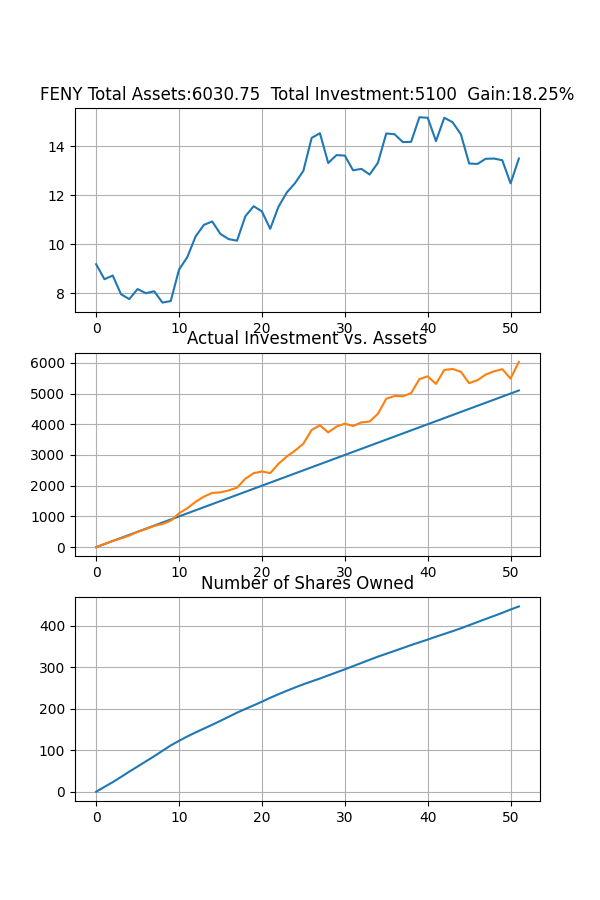 FENY Total Assets:6030.75  Total Investment:5100  Gain:18.25%
14
12
10
8
0 10 20 30 40 50
Actual Investment vs. Assets
6000
5000
4000
3000
2000
1000
0
0 10 20 30 40 50
Number of Shares Owned
400
300
200
100
0
0 10 20 30 40 50